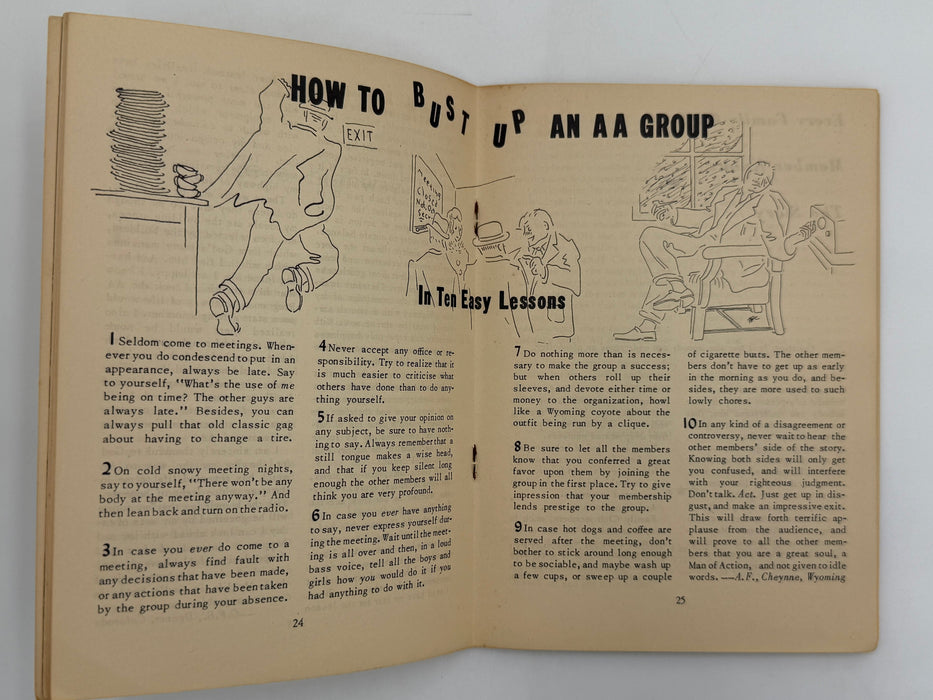 HOW TO BUST UP AN AA GROUP
EXIT
Meeting
Closed
In Ten Easy Lessons
1 Seldom come to meetings. When-
ever you do condescend to put in an
appearance, always be late. Say
to yourself, "What's the use of me
being on time? The other guys are
always late." Besides, you can
always pull that old classic gag
about having to change a tire.
2 On cold snowy meeting nights,
say to yourself, "There won't be any
body at the meeting anyway." And
then lean back and turn on the radio.
3 In case you ever do come to a
meeting, always find fault with
any decisions that have been made,
or any actions that have been taken
by the group during your absence.
4 Never accept any office or re-
sponsibility. Try to realize that it
is much easier to criticise what
others have done than to do any-
thing yourself.
5 If asked to give your opinion on
any subject, be sure to have noth-
ing to say. Always remember that a
still tongue makes a wise head,
and that if you keep silent long
enough the other members will all
think you are very profound.
6 In case you ever have anything
to say, never express yourself dur-
ing the meeting. Wait until the meet-
ing is all over and then, in a loud
bass voice, tell all the boys and
girls how you would do it if you
had anything to do with it.
24
7 Do nothing more than is neces-
sary to make the group a success;
but when others roll up their
sleeves, and devote either time or
money to the organization, howl
like a Wyoming coyote about the
outfit being run by a clique.
8 Be sure to let all the members
know that you conferred a great
favor upon them by joining the
group in the first place. Try to give
inpression that your membership
lends prestige to the group.
9 In case hot dogs and coffee are
served after the meeting, don't
bother to stick around long enough
to be sociable, and maybe wash up
a few cups, or sweep up a couple
of cigarette butts. The other mem-
bers don't have to get up as early
in the morning as you do, and be-
sides, they are more used to such
lowly chores.
10 In any kind of a disagreement or
controversy, never wait to hear the
other members' side of the story.
Knowing both sides will only get
you confused, and will interfere
with your righteous judgment.
Don't talk. Act. Just get up in dis-
gust, and make an impressive exit.
This will draw forth terrific ap-
plause from the audience, and
will prove to all the other mem-
bers that you are a great soul, a
Man of Action, and not given to idle
words. —A.F., Cheynne, Wyoming
25